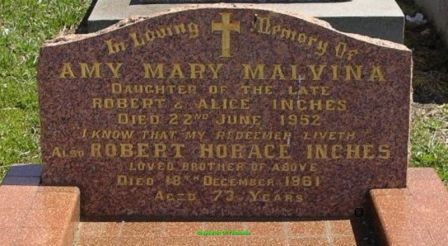 In Loving Memory Of
AMY MARY MALVINA
DAUGHTER OF THE LATE
ROBERT & ALICE INCHES
DIED 22ND JUNE 1952
I KNOW THAT MY REDEEMER LIVETH
ALSO ROBERT HORACE INCHES
LOVED BROTHER OF ABOVE
DIED 18TH DECEMBER 1961
AGED 73 YEARS